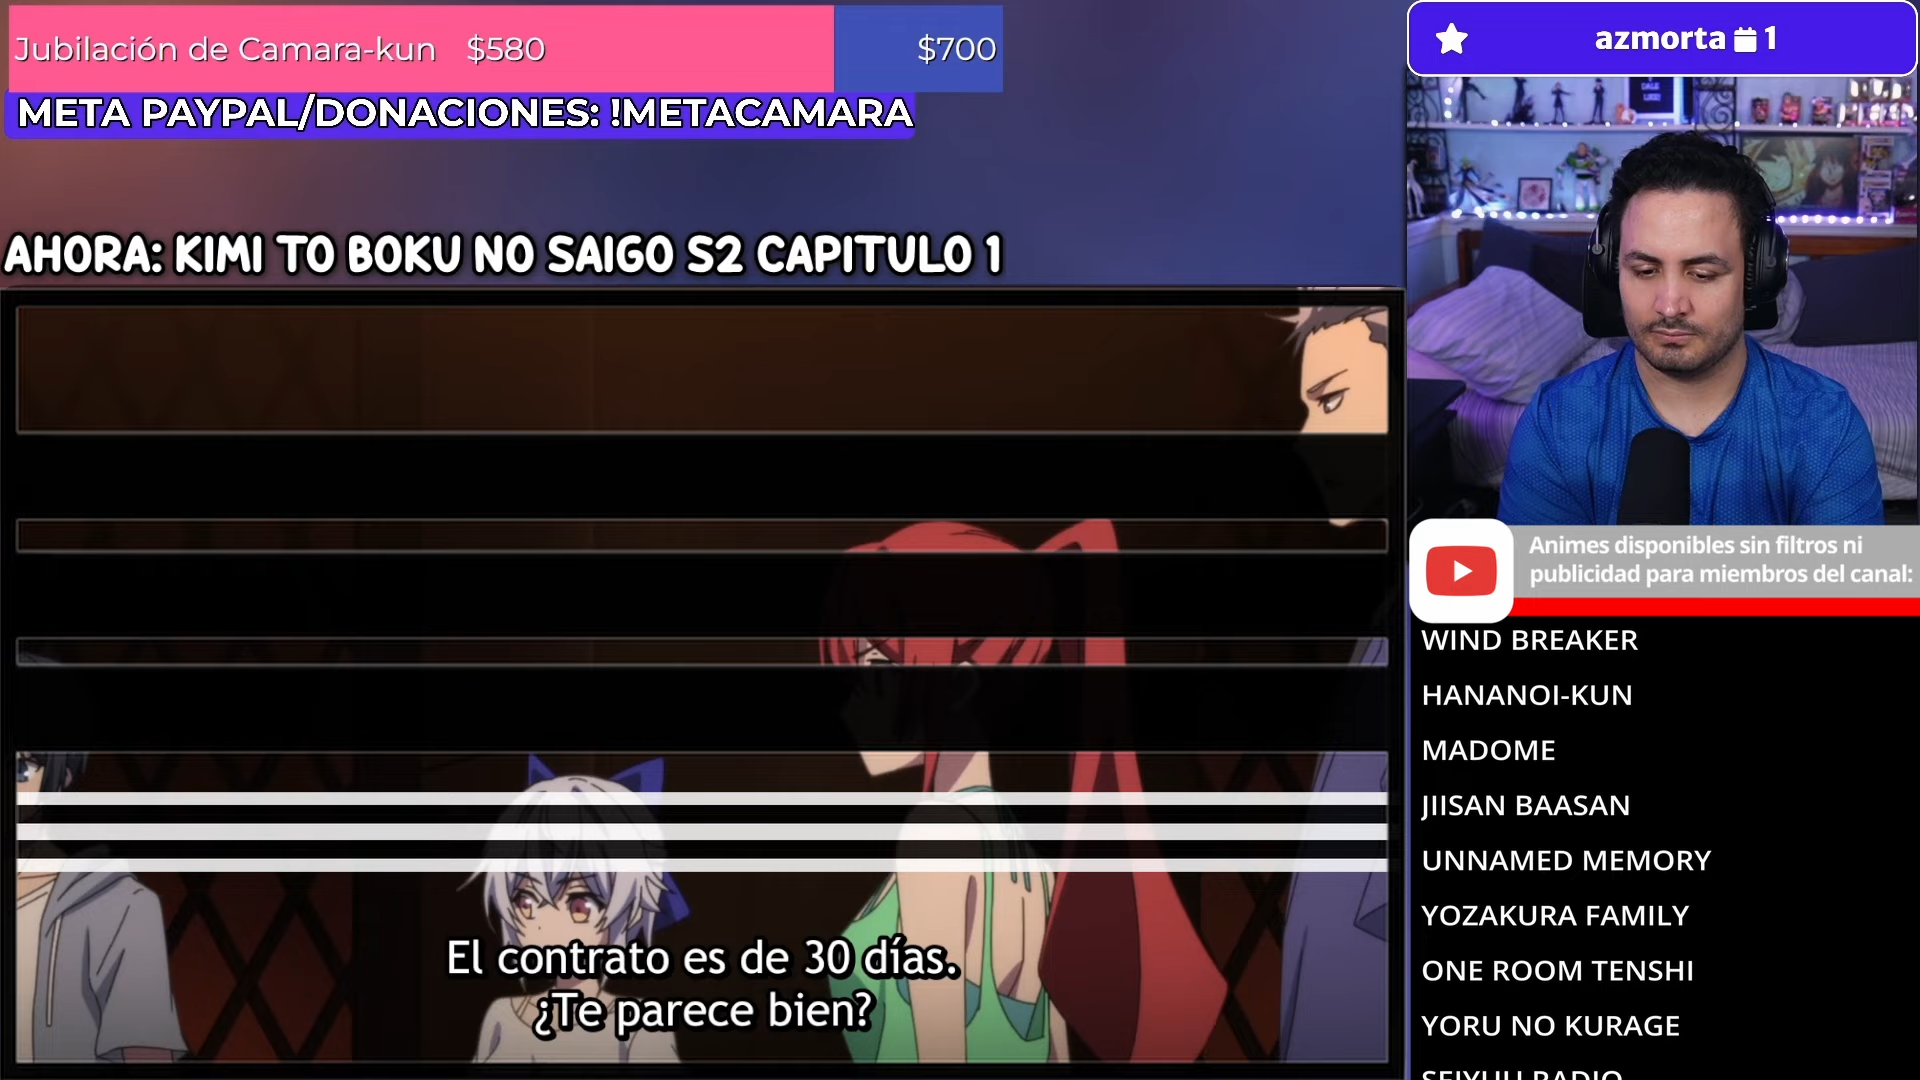 Jubilación de Camara-kun $580 $700
META PAYPAL/DONACIONES: !METACAMARA
AHORA: KIMI TO BOKU NO SAIGO S2 CAPITULO 1
azmorta 1
Animes disponibles sin filtros ni
publicidad para miembros del canal:
WIND BREAKER
HANANOI-KUN
MADOME
JIISAN BAASAN
UNNAMED MEMORY
YOZAKURA FAMILY
ONE ROOM TENSHI
YORU NO KURAGE
SEIYUU RADIO
El contrato es de 30 días.
¿Te parece bien?